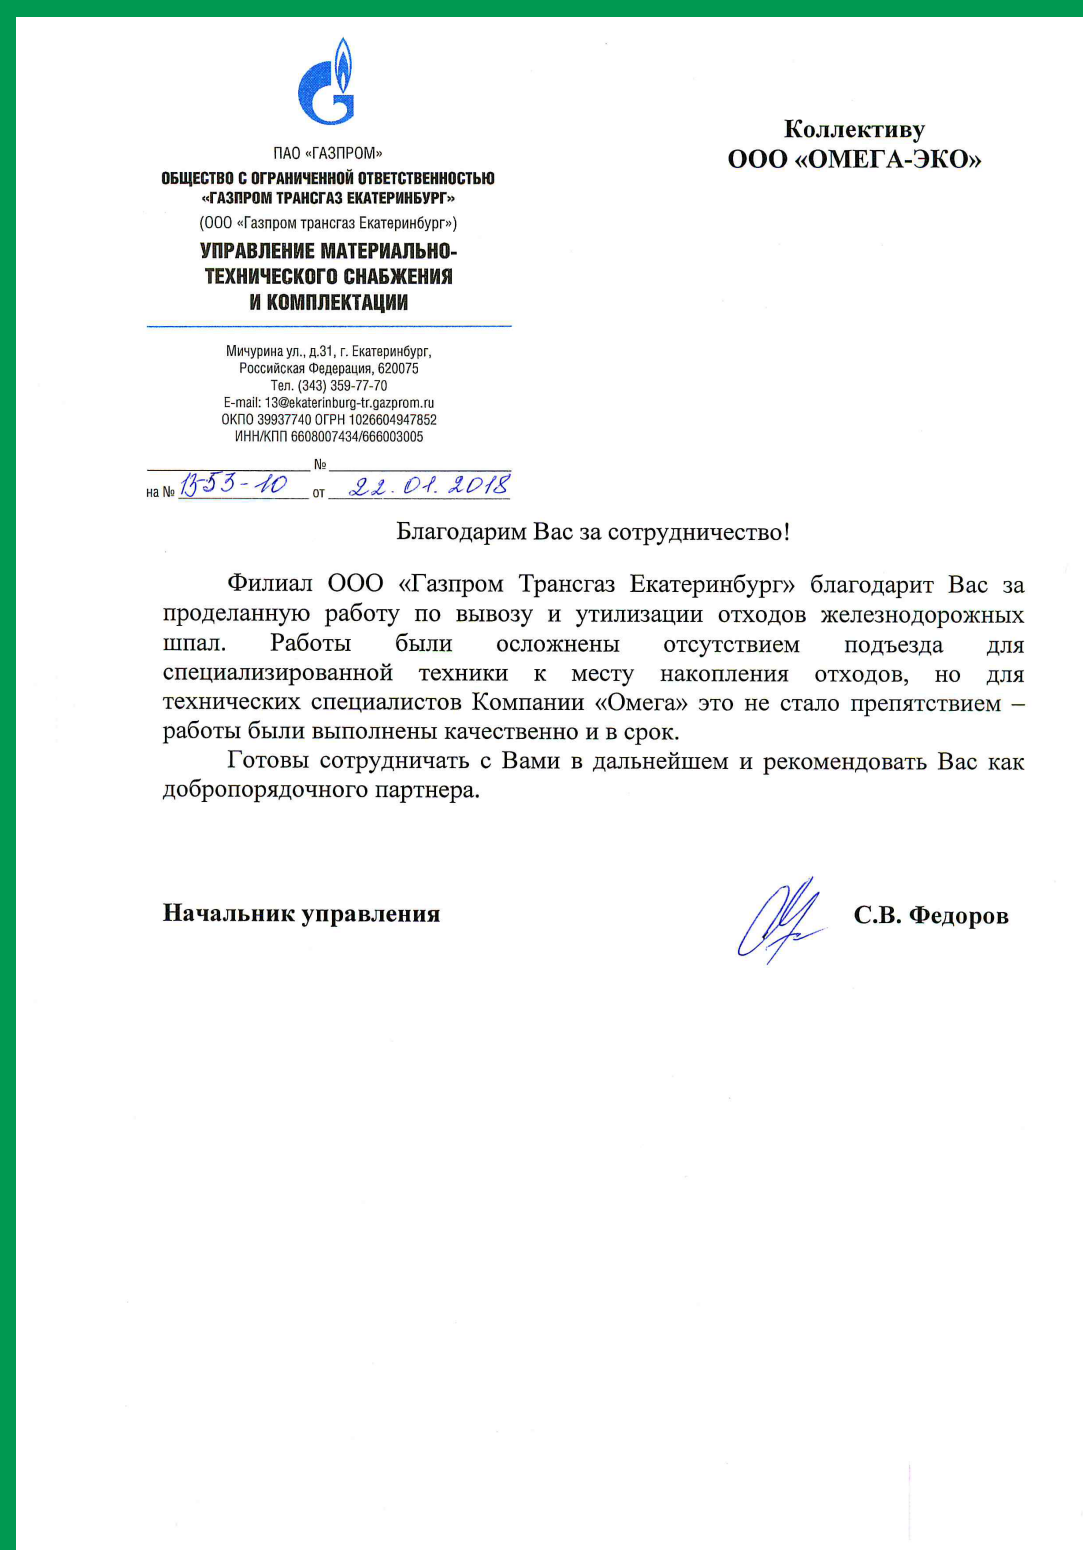 ПАО «ГАЗПРОМ»
ОБЩЕСТВО С ОГРАНИЧЕННОЙ ОТВЕТСТВЕННОСТЬЮ
«ГАЗПРОМ ТРАНСГАЗ ЕКАТЕРИНБУРГ»
(ООО «Газпром трансгаз Екатеринбург»)
УПРАВЛЕНИЕ МАТЕРИАЛЬНО-
ТЕХНИЧЕСКОГО СНАБЖЕНИЯ
И КОМПЛЕКТАЦИИ
Мичурина ул., д.31, г. Екатеринбург,
Российская Федерация, 620075
Тел. (343) 359-77-70
E-mail: 13@ekaterinburg-tr.gazprom.ru
ОКПО 39937740 ОГРН 1026604947852
ИНН/КПП 6608007434/666003005
№
на № 13-53-10 от 22.01.2018
Коллективу
ООО «ОМЕГА-ЭКО»
Благодарим Вас за сотрудничество!
Филиал ООО «Газпром Трансгаз Екатеринбург» благодарит Вас за
проделанную работу по вывозу и утилизации отходов железнодорожных
шпал. Работы были осложнены отсутствием подъезда для
специализированной техники к месту накопления отходов, но для
технических специалистов Компании «Омега» это не стало препятствием –
работы были выполнены качественно и в срок.
Готовы сотрудничать с Вами в дальнейшем и рекомендовать Вас как
добропорядочного партнера.
Начальник управления С.В. Федоров